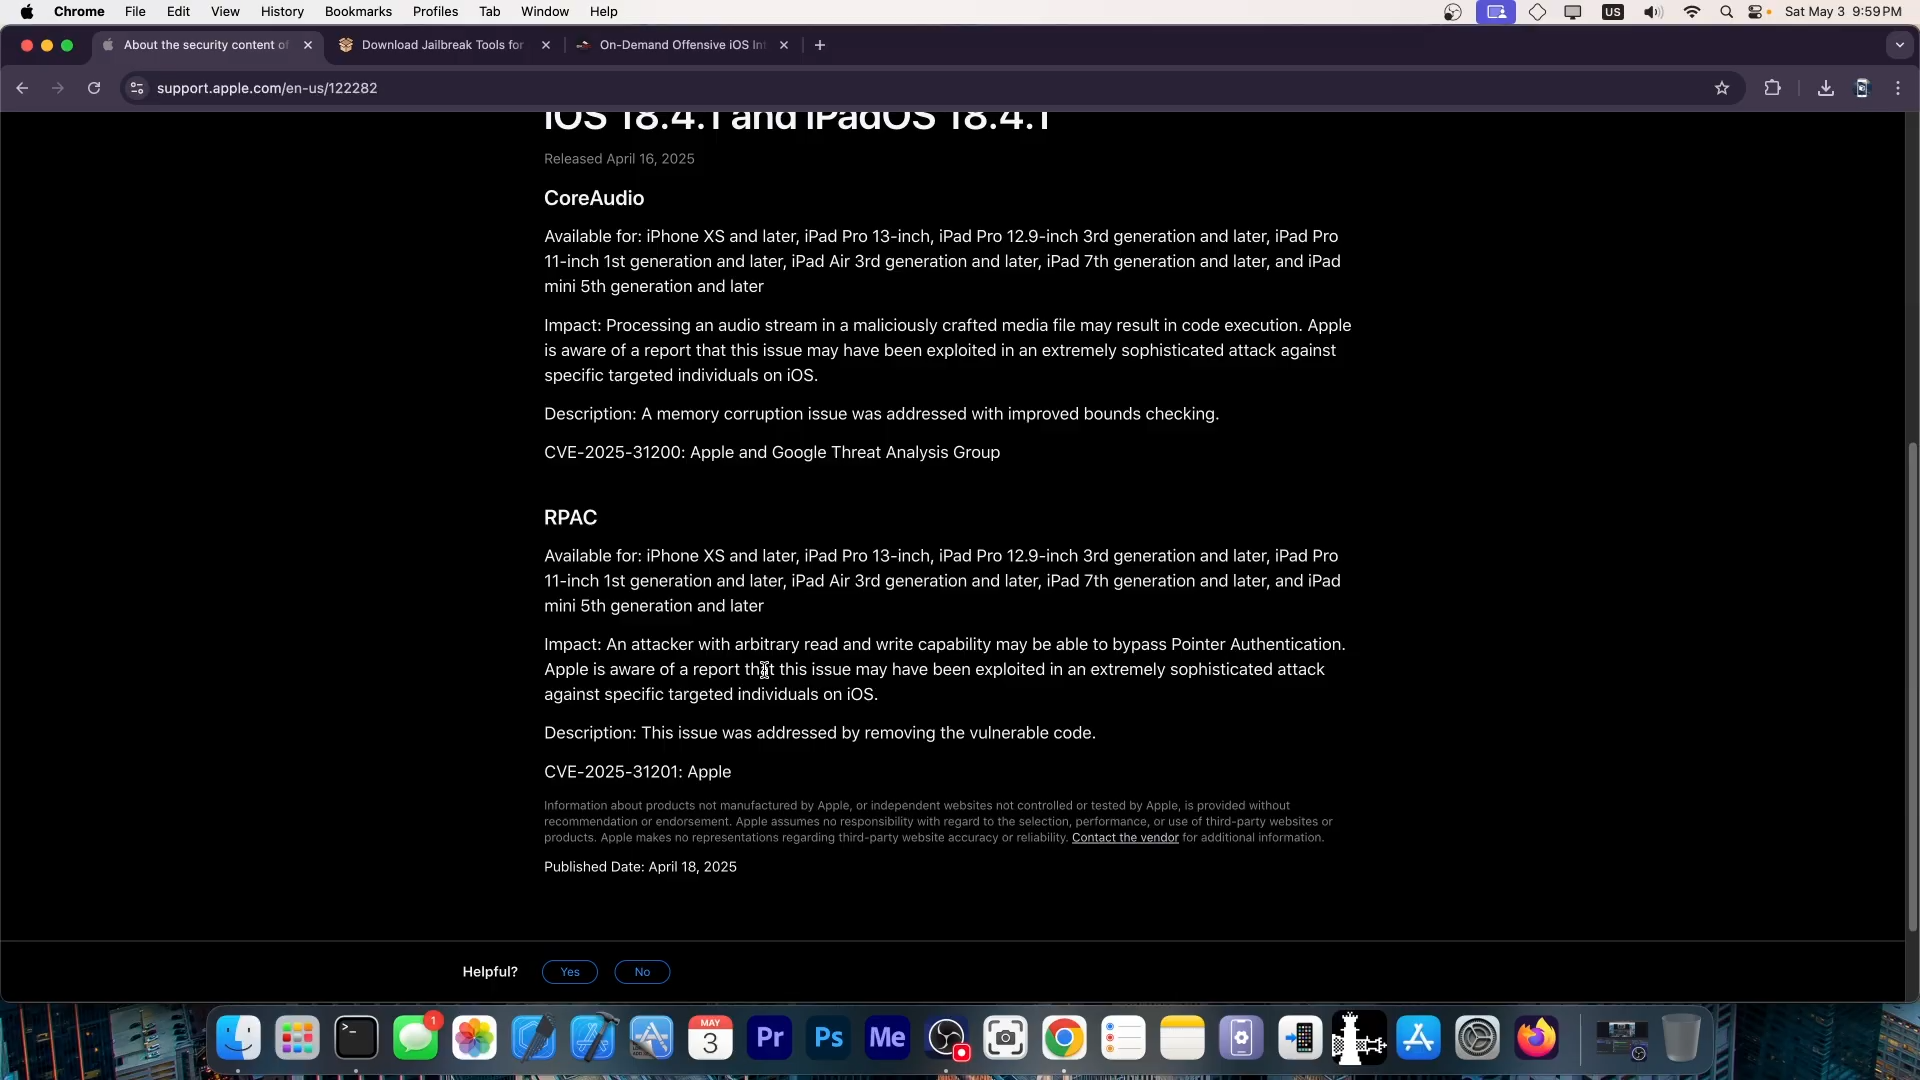 Chrome File Edit View History Bookmarks Profiles Tab Window Help US Sat May 3 9:59 PM
About the security content of Download Jailbreak Tools for On-Demand Offensive iOS Int
support.apple.com/en-us/122282
iOS 18.4.1 and iPadOS 18.4.1
Released April 16, 2025
CoreAudio
Available for: iPhone XS and later, iPad Pro 13-inch, iPad Pro 12.9-inch 3rd generation and later, iPad Pro
11-inch 1st generation and later, iPad Air 3rd generation and later, iPad 7th generation and later, and iPad
mini 5th generation and later
Impact: Processing an audio stream in a maliciously crafted media file may result in code execution. Apple
is aware of a report that this issue may have been exploited in an extremely sophisticated attack against
specific targeted individuals on iOS.
Description: A memory corruption issue was addressed with improved bounds checking.
CVE-2025-31200: Apple and Google Threat Analysis Group
RPAC
Available for: iPhone XS and later, iPad Pro 13-inch, iPad Pro 12.9-inch 3rd generation and later, iPad Pro
11-inch 1st generation and later, iPad Air 3rd generation and later, iPad 7th generation and later, and iPad
mini 5th generation and later
Impact: An attacker with arbitrary read and write capability may be able to bypass Pointer Authentication.
Apple is aware of a report that this issue may have been exploited in an extremely sophisticated attack
against specific targeted individuals on iOS.
Description: This issue was addressed by removing the vulnerable code.
CVE-2025-31201: Apple
Information about products not manufactured by Apple, or independent websites not controlled or tested by Apple, is provided without
recommendation or endorsement. Apple assumes no responsibility with regard to the selection, performance, or use of third-party websites or
products. Apple makes no representations regarding third-party website accuracy or reliability. Contact the vendor for additional information.
Published Date: April 18, 2025
Helpful? Yes No
>_ 1 MAY 3 Pr Ps Me